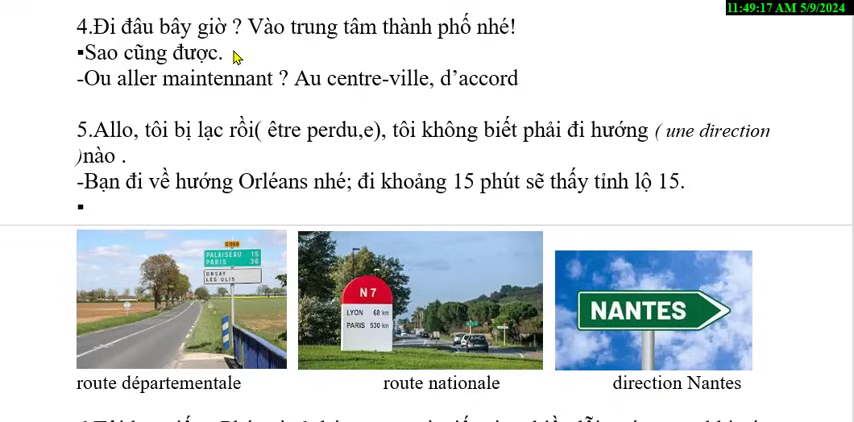 11:49:17 AM 5/9/2024
4.Đi đâu bây giờ ? Vào trung tâm thành phố nhé!
▪Sao cũng được.
-Ou aller maintennant ? Au centre-ville, d’accord
5.Allo, tôi bị lạc rồi( être perdu,e), tôi không biết phải đi hướng ( une direction
)nào .
-Bạn đi về hướng Orléans nhé; đi khoảng 15 phút sẽ thấy tỉnh lộ 15.
▪
PALAISEAU 15
PARIS 36
ORSAY
LES ULIS
N 7
LYON 68 km
PARIS 530 km
NANTES
route départementale
route nationale
direction Nantes